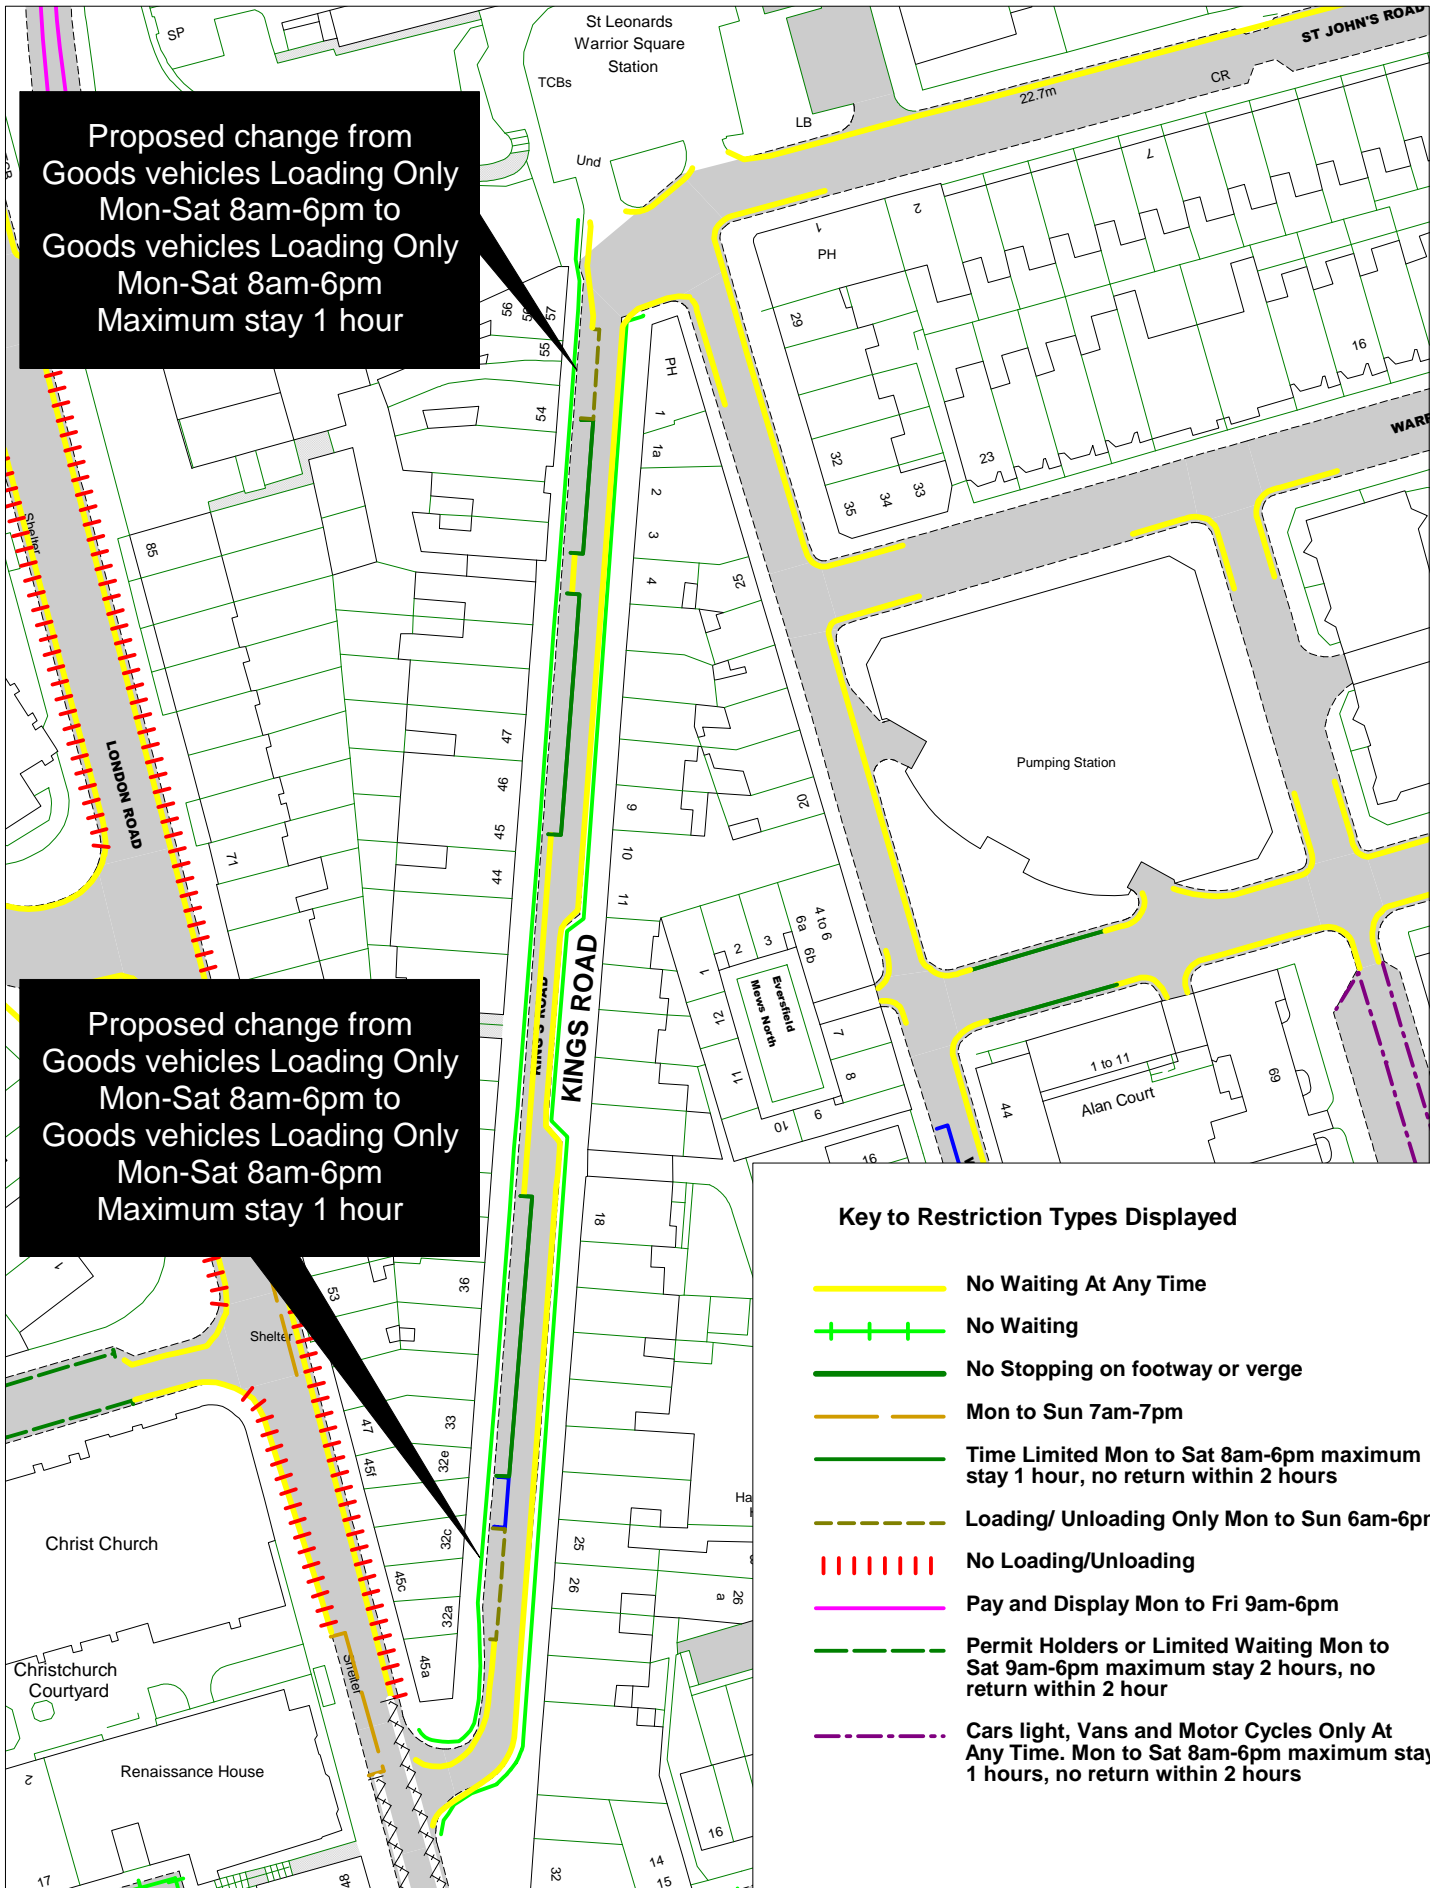 SP
St Leonards
Warrior Square
Station
TCBs
ST JOHN'S ROAD
CR
22.7m
LB
Und
7
2
1
PH
Proposed change from
Goods vehicles Loading Only
Mon-Sat 8am-6pm to
Goods vehicles Loading Only
Mon-Sat 8am-6pm
Maximum stay 1 hour
56
57
55
54
PH
29
16
1
1a
2
3
4
32
35
34
33
23
25
Shelter
85
LONDON ROAD
71
47
46
45
44
9
10
11
20
Pumping Station
4 to 6
6a
6b
1
2
3
12
11
10
9
8
7
Eversfield
Mews North
KINGS ROAD
KING'S ROAD
Proposed change from
Goods vehicles Loading Only
Mon-Sat 8am-6pm to
Goods vehicles Loading Only
Mon-Sat 8am-6pm
Maximum stay 1 hour
1 to 11
Alan Court
44
69
16
18
1
53
36
Shelter
47
45f
33
32e
32c
45c
32a
45a
25
26
26
a
Christ Church
Christchurch
Courtyard
Shelter
Renaissance House
2
17
48
32
14
15
16
Key to Restriction Types Displayed
No Waiting At Any Time
No Waiting
No Stopping on footway or verge
Mon to Sun 7am-7pm
Time Limited Mon to Sat 8am-6pm maximum
stay 1 hour, no return within 2 hours
Loading/ Unloading Only Mon to Sun 6am-6pm
No Loading/Unloading
Pay and Display Mon to Fri 9am-6pm
Permit Holders or Limited Waiting Mon to
Sat 9am-6pm maximum stay 2 hours, no
return within 2 hour
Cars light, Vans and Motor Cycles Only At
Any Time. Mon to Sat 8am-6pm maximum stay
1 hours, no return within 2 hours